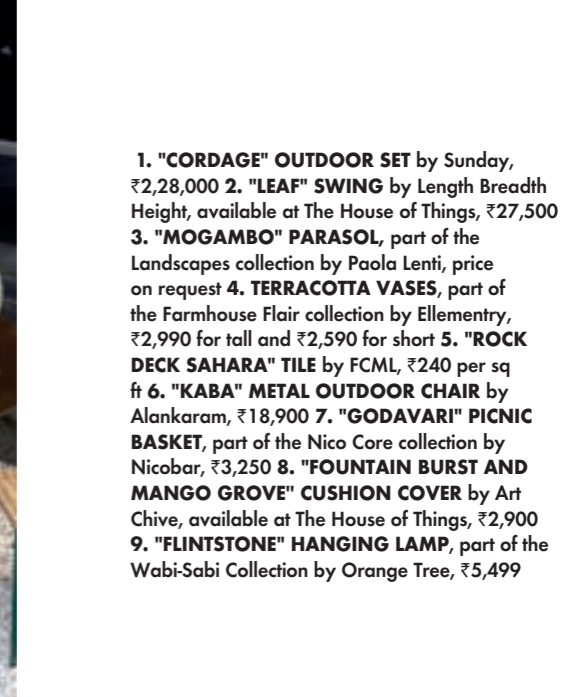 1. "CORDAGE" OUTDOOR SET by Sunday,
₹2,28,000 2. "LEAF" SWING by Length Breadth
Height, available at The House of Things, ₹27,500
3. "MOGAMBO" PARASOL, part of the
Landscapes collection by Paola Lenti, price
on request 4. TERRACOTTA VASES, part of
the Farmhouse Flair collection by Ellementry,
₹2,990 for tall and ₹2,590 for short 5. "ROCK
DECK SAHARA" TILE by FCML, ₹240 per sq
ft 6. "KABA" METAL OUTDOOR CHAIR by
Alankaram, ₹18,900 7. "GODAVARI" PICNIC
BASKET, part of the Nico Core collection by
Nicobar, ₹3,250 8. "FOUNTAIN BURST AND
MANGO GROVE" CUSHION COVER by Art
Chive, available at The House of Things, ₹2,900
9. "FLINTSTONE" HANGING LAMP, part of the
Wabi-Sabi Collection by Orange Tree, ₹5,499